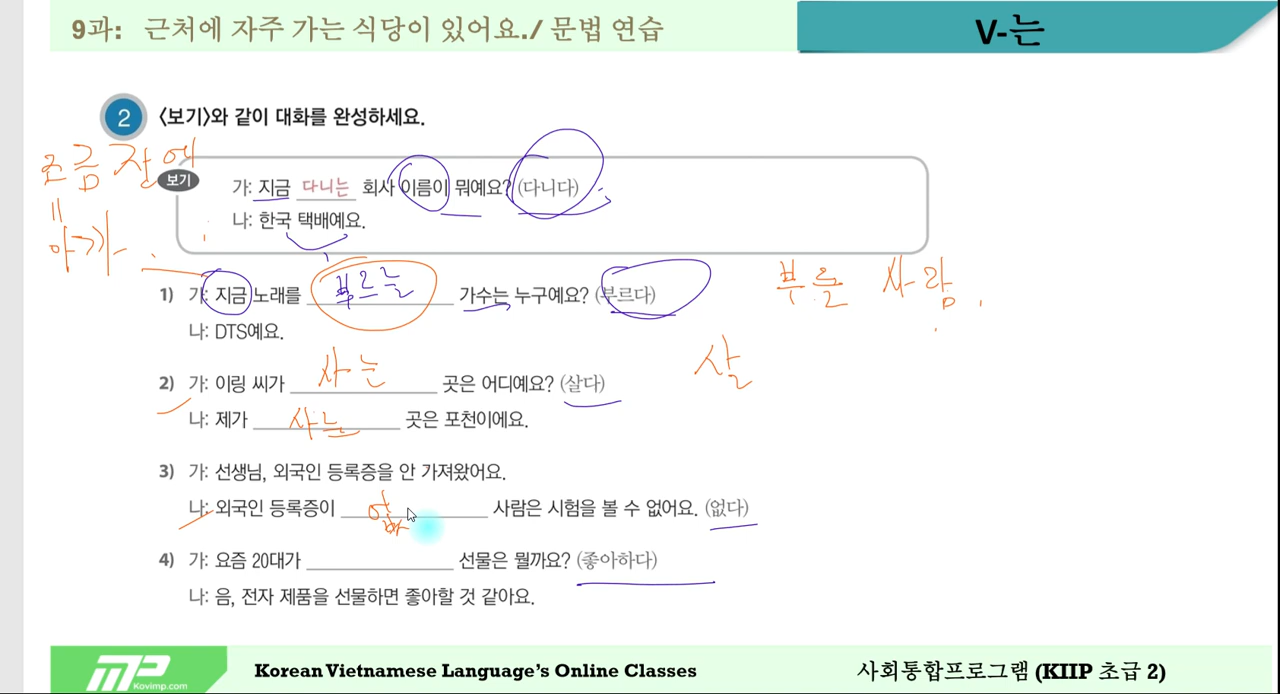 9과: 근처에 자주 가는 식당이 있어요./ 문법 연습
V-는
2 〈보기〉와 같이 대화를 완성하세요.
조금 전에
=
아까
보기
가: 지금 다니는 회사 이름이 뭐예요? (다니다)
나: 한국 택배예요.
1) 가: 지금 노래를 부르는 가수는 누구예요? (부르다)
부를 사람
나: DTS예요.
살
2) 가: 이링 씨가 사는 곳은 어디예요? (살다)
나: 제가 사는 곳은 포천이에요.
3) 가: 선생님, 외국인 등록증을 안 가져왔어요.
나: 외국인 등록증이 사람은 시험을 볼 수 없어요. (없다)
4) 가: 요즘 20대가 선물은 뭘까요? (좋아하다)
나: 음, 전자 제품을 선물하면 좋아할 것 같아요.
Kovimp.com
Korean Vietnamese Language's Online Classes
사회통합프로그램 (KIIP 초급 2)